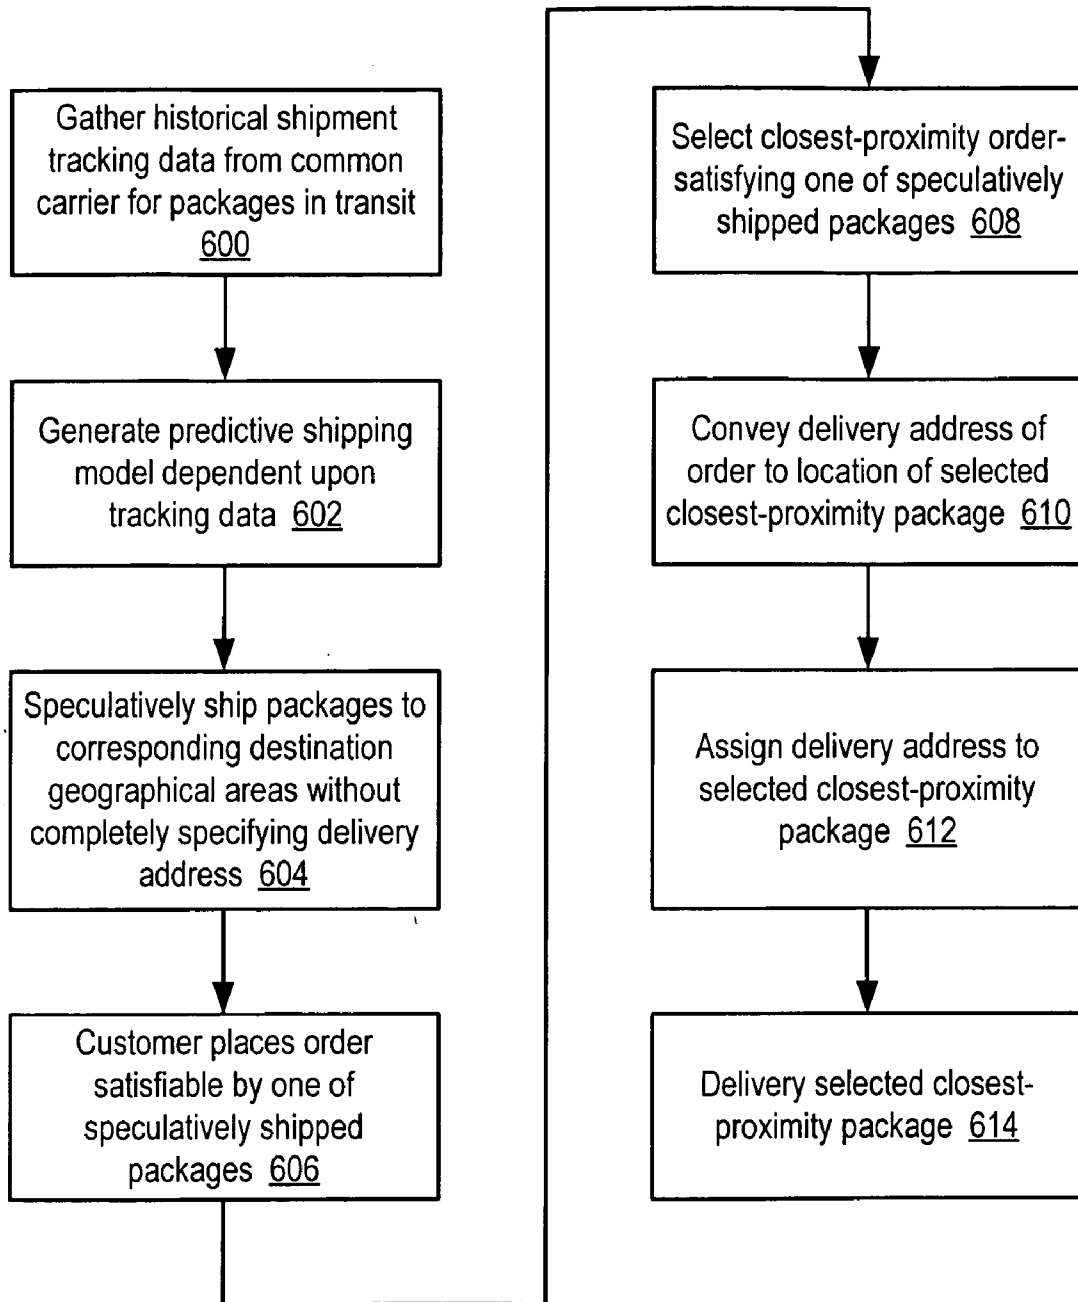 Gather historical shipment
tracking data from common
carrier for packages in transit
600
Generate predictive shipping
model dependent upon
tracking data 602
Speculatively ship packages to
corresponding destination
geographical areas without
completely specifying delivery
address 604
Customer places order
satisfiable by one of
speculatively shipped
packages 606
Select closest-proximity order-
satisfying one of speculatively
shipped packages 608
Convey delivery address of
order to location of selected
closest-proximity package 610
Assign delivery address to
selected closest-proximity
package 612
Delivery selected closest-
proximity package 614